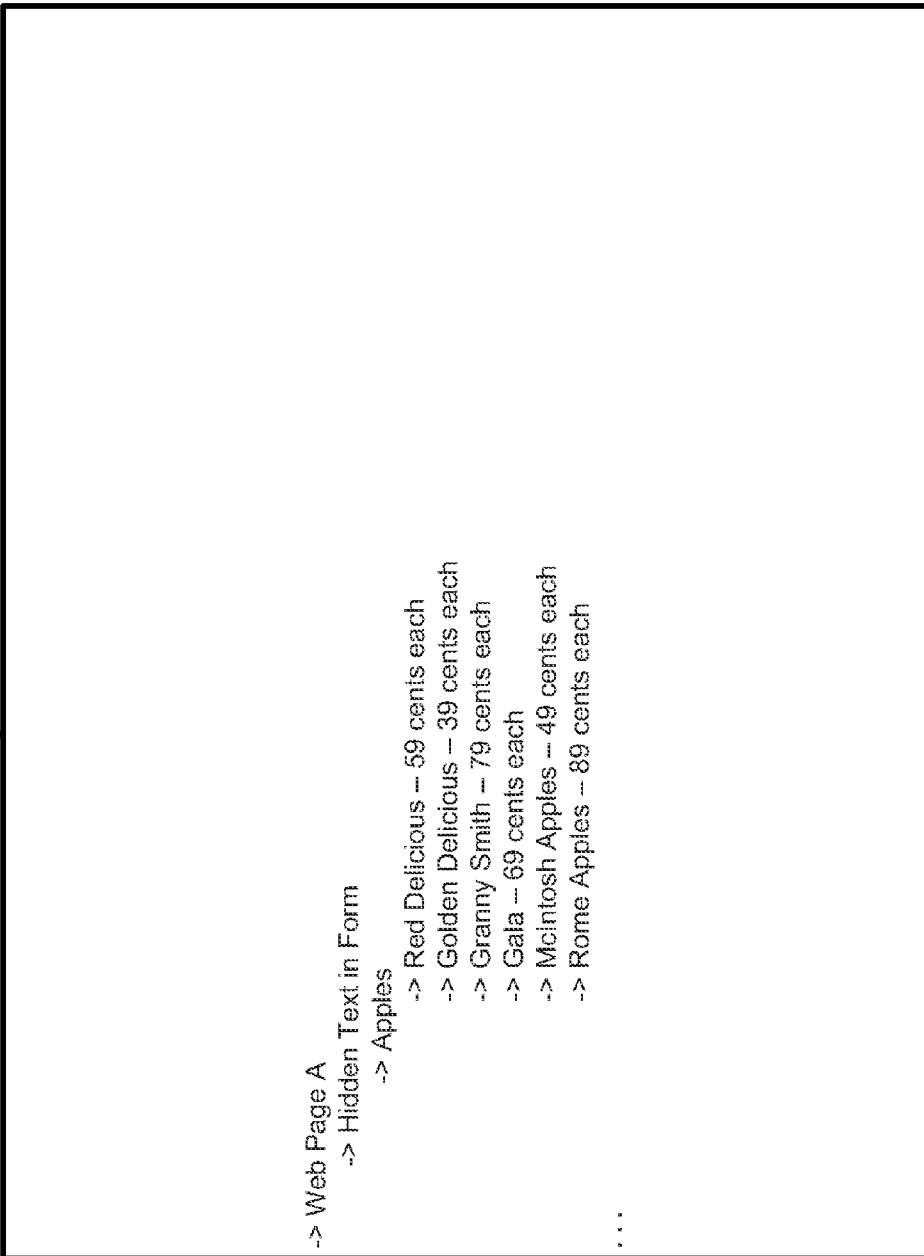 -> Web Page A
-> Hidden Text in Form
-> Apples
-> Red Delicious – 59 cents each
-> Golden Delicious – 39 cents each
-> Granny Smith – 79 cents each
-> Gala – 69 cents each
-> McIntosh Apples – 49 cents each
-> Rome Apples – 89 cents each
. . .